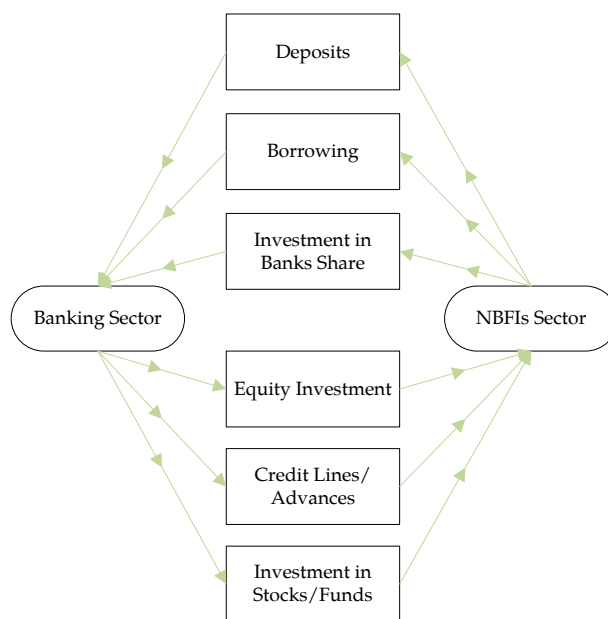 Deposits
Borrowing
Investment in
Banks Share
Banking Sector
NBFIs Sector
Equity Investment
Credit Lines/
Advances
Investment in
Stocks/Funds